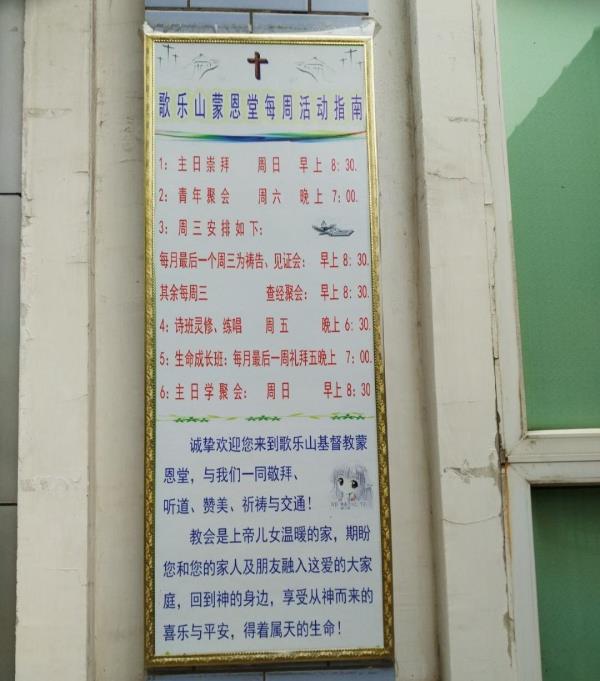 歌乐山蒙恩堂每周活动指南
1: 主日崇拜 周日 早上 8:30.
2: 青年聚会 周六 晚上 7:00.
3: 周三安排如下:
每月最后一个周三为祷告、见证会: 早上8:30.
其余每周三 查经聚会: 早上8:30.
4: 诗班灵修、练唱 周五 晚上6:30.
5: 生命成长班: 每月最后一周礼拜五晚上 7:00.
6: 主日学聚会: 周日 早上8:30
诚挚欢迎您来到歌乐山基督教蒙
恩堂，与我们一同敬拜、
听道、赞美、祈祷与交通！
教会是上帝儿女温暖的家，期盼
您和您的家人及朋友融入这爱的大家
庭，回到神的身边，享受从神而来的
喜乐与平安，得着属天的生命！